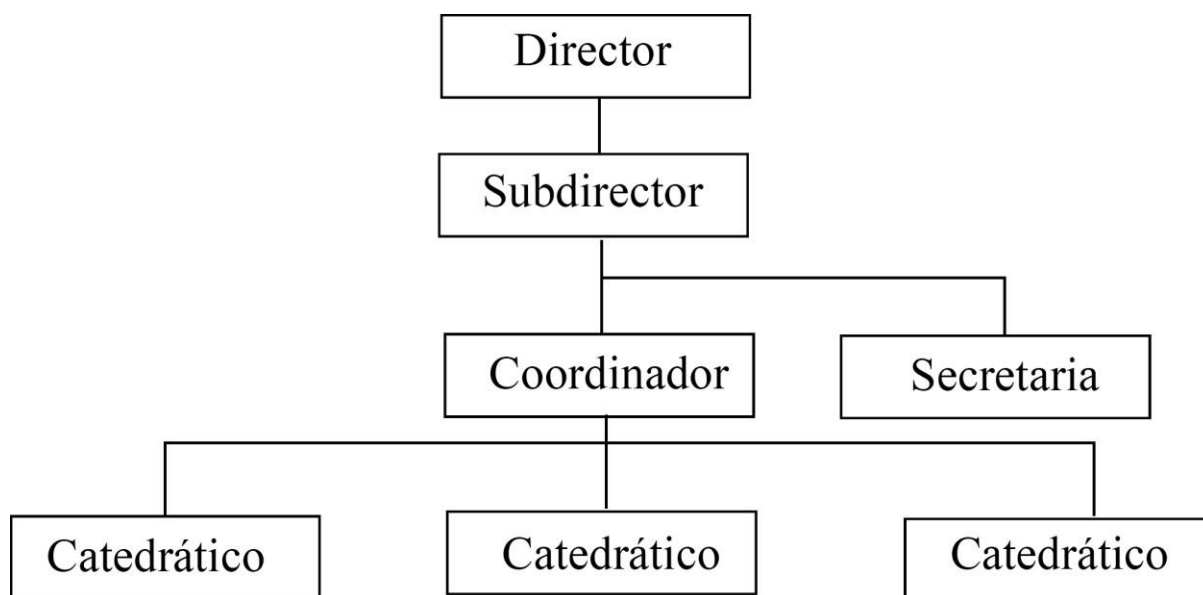 Director
Subdirector
Coordinador
Secretaria
Catedrático
Catedrático
Catedrático